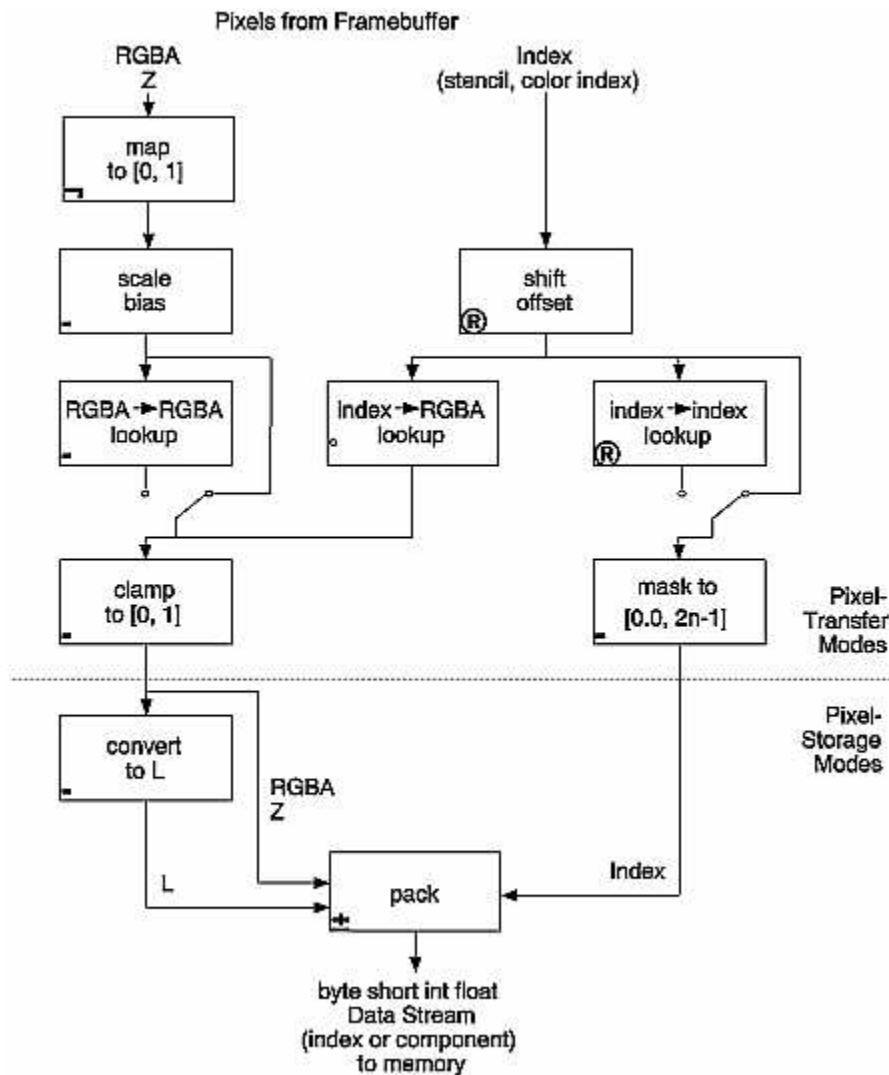 Pixels from Framebuffer
RGBA
Z
Index
(stencil, color index)
map
to [0, 1]
scale
bias
shift
offset
®
RGBA RGBA
lookup
index RGBA
lookup
index index
lookup
®
clamp
to [0, 1]
mask to
[0.0, 2n-1]
Pixel-
Transfer
Modes
Pixel-
Storage
Modes
convert
to L
RGBA
Z
L
Index
pack
byte short int float
Data Stream
(index or component)
to memory